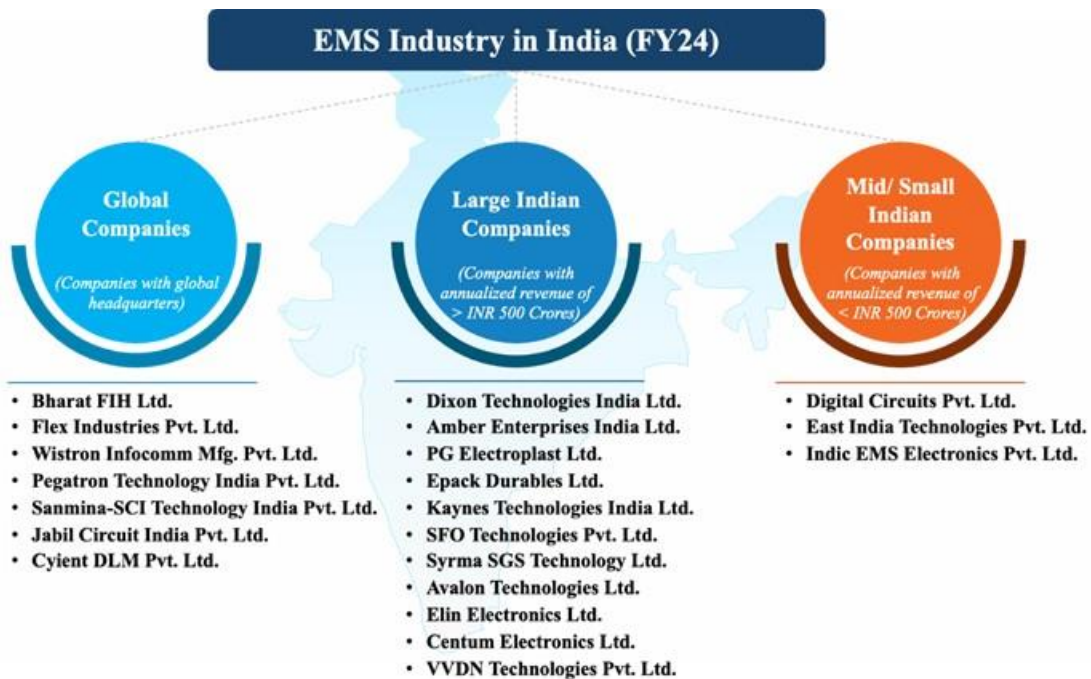 EMS Industry in India (FY24)
Global
Companies
(Companies with global
headquarters)
• Bharat FIH Ltd.
• Flex Industries Pvt. Ltd.
• Wistron Infocomm Mfg. Pvt. Ltd.
• Pegatron Technology India Pvt. Ltd.
• Sanmina-SCI Technology India Pvt. Ltd.
• Jabil Circuit India Pvt. Ltd.
• Cyient DLM Pvt. Ltd.
Large Indian
Companies
(Companies with
annualized revenue of
> INR 500 Crores)
• Dixon Technologies India Ltd.
• Amber Enterprises India Ltd.
• PG Electroplast Ltd.
• Epack Durables Ltd.
• Kaynes Technologies India Ltd.
• SFO Technologies Pvt. Ltd.
• Syrma SGS Technology Ltd.
• Avalon Technologies Ltd.
• Elin Electronics Ltd.
• Centum Electronics Ltd.
• VVDN Technologies Pvt. Ltd.
Mid/ Small
Indian
Companies
(Companies with
annualized revenue of
< INR 500 Crores)
• Digital Circuits Pvt. Ltd.
• East India Technologies Pvt. Ltd.
• Indic EMS Electronics Pvt. Ltd.